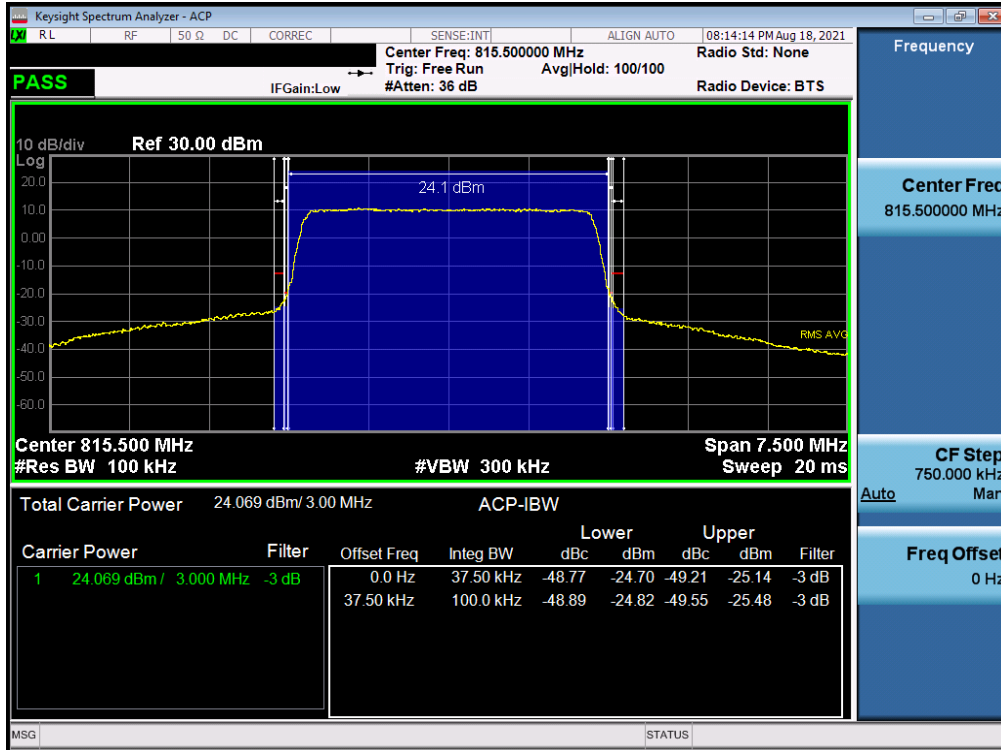 Keysight Spectrum Analyzer - ACP
LXI RL RF 50 Ω DC CORREC SENSE:INT ALIGN AUTO 08:14:14 PM Aug 18, 2021
Center Freq: 815.500000 MHz Radio Std: None
Trig: Free Run Avg|Hold: 100/100
PASS IFGain:Low #Atten: 36 dB Radio Device: BTS
Frequency
10 dB/div Ref 30.00 dBm
Log
20.0
24.1 dBm
10.0
0.00
-10.0
-20.0
-30.0
RMS AVG
-40.0
-50.0
-60.0
Center 815.500 MHz Span 7.500 MHz
#Res BW 100 kHz #VBW 300 kHz Sweep 20 ms
Center Freq
815.500000 MHz
CF Step
750.000 kHz
Auto Man
Freq Offset
0 Hz
Total Carrier Power 24.069 dBm/ 3.00 MHz ACP-IBW
Lower Upper
Carrier Power Filter Offset Freq Integ BW dBc dBm dBc dBm Filter
1 24.069 dBm / 3.000 MHz -3 dB 0.0 Hz 37.50 kHz -48.77 -24.70 -49.21 -25.14 -3 dB
37.50 kHz 100.0 kHz -48.89 -24.82 -49.55 -25.48 -3 dB
MSG STATUS